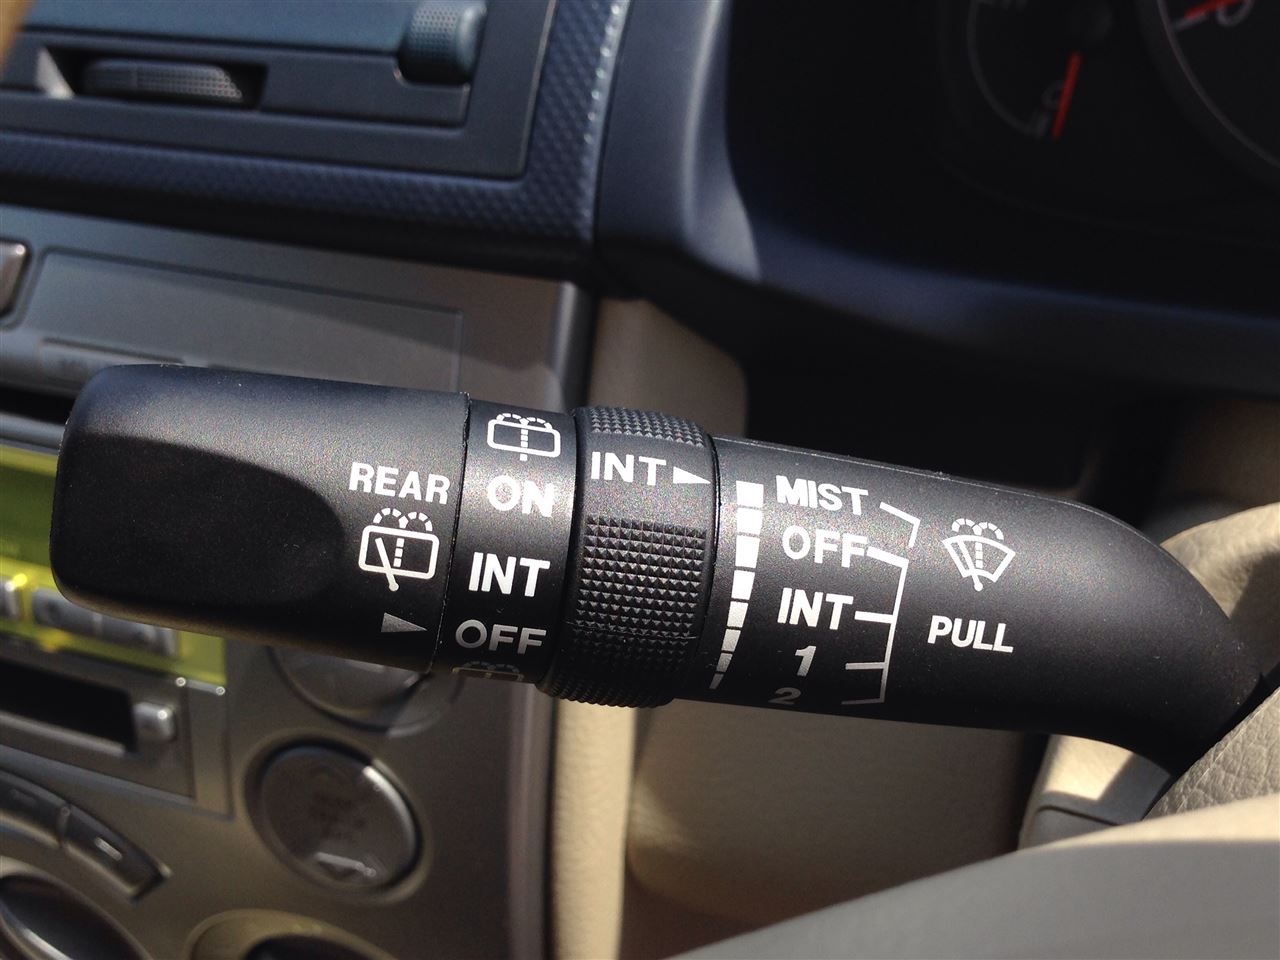 REAR
ON
INT
OFF
INT
MIST
OFF
INT
1
2
PULL